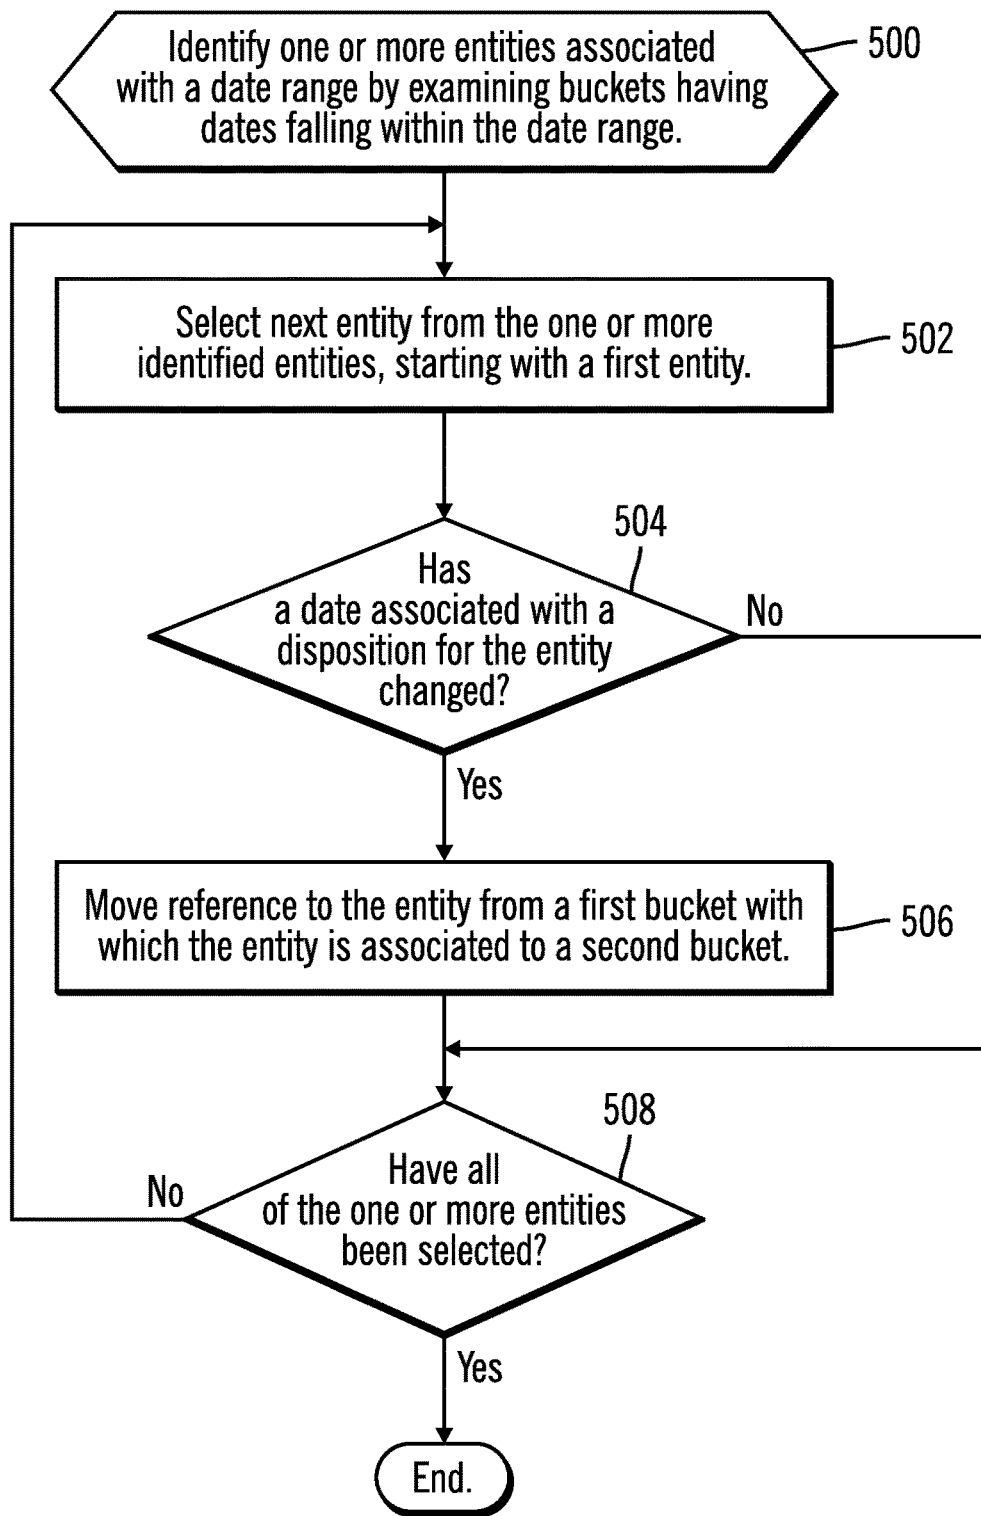 Identify one or more entities associated
with a date range by examining buckets having
dates falling within the date range.
500
Select next entity from the one or more
identified entities, starting with a first entity.
502
504
Has
a date associated with a
disposition for the entity
changed?
No
Yes
Move reference to the entity from a first bucket with
which the entity is associated to a second bucket.
506
508
Have all
of the one or more entities
been selected?
No
Yes
End.